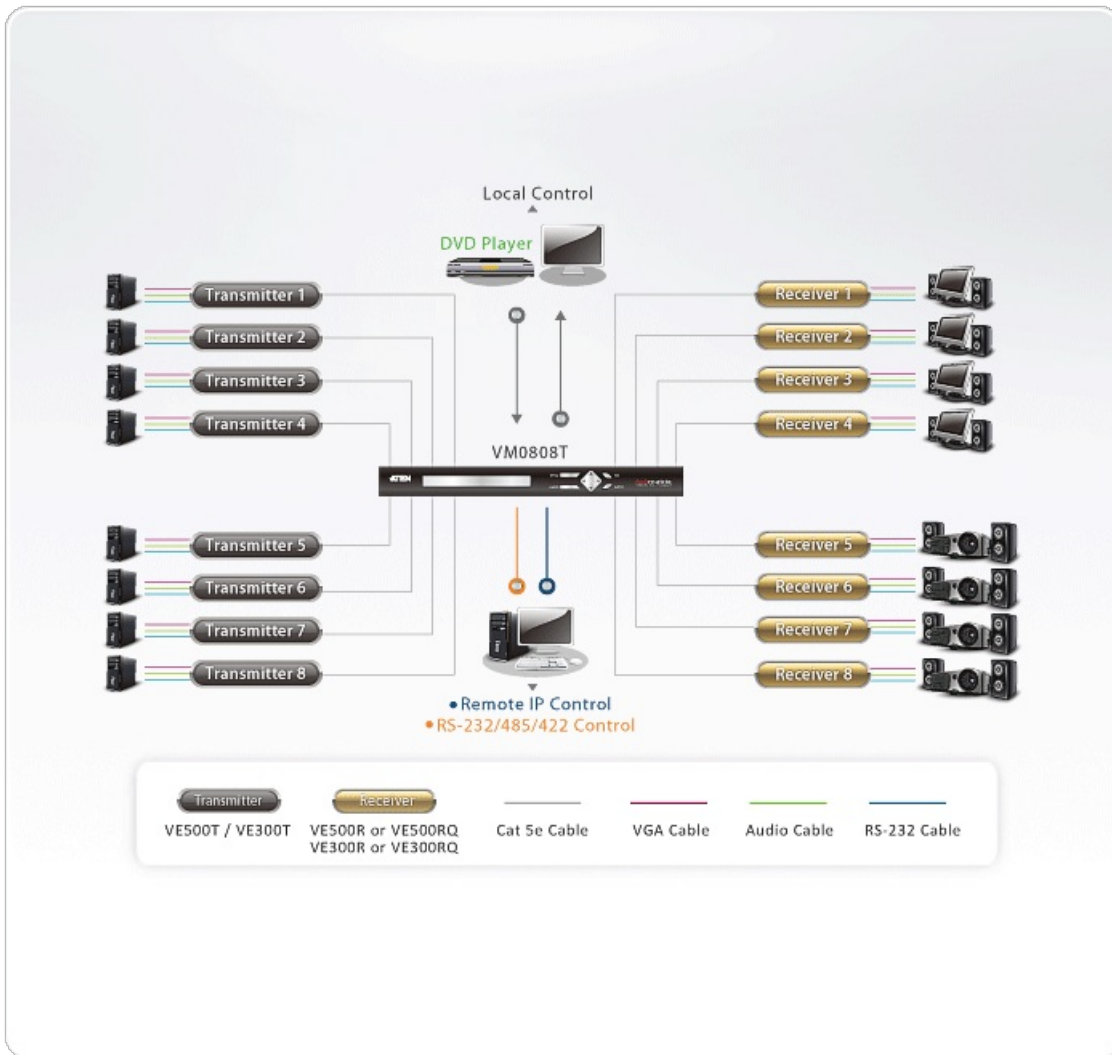 Local Control
DVD Player
Transmitter 1
Transmitter 2
Transmitter 3
Transmitter 4
Receiver 1
Receiver 2
Receiver 3
Receiver 4
VM0808T
ATEN
Transmitter 5
Transmitter 6
Transmitter 7
Transmitter 8
Receiver 5
Receiver 6
Receiver 7
Receiver 8
•Remote IP Control
•RS-232/485/422 Control
Transmitter
VE500T / VE300T
Receiver
VE500R or VE500RQ
VE300R or VE300RQ
Cat 5e Cable
VGA Cable
Audio Cable
RS-232 Cable